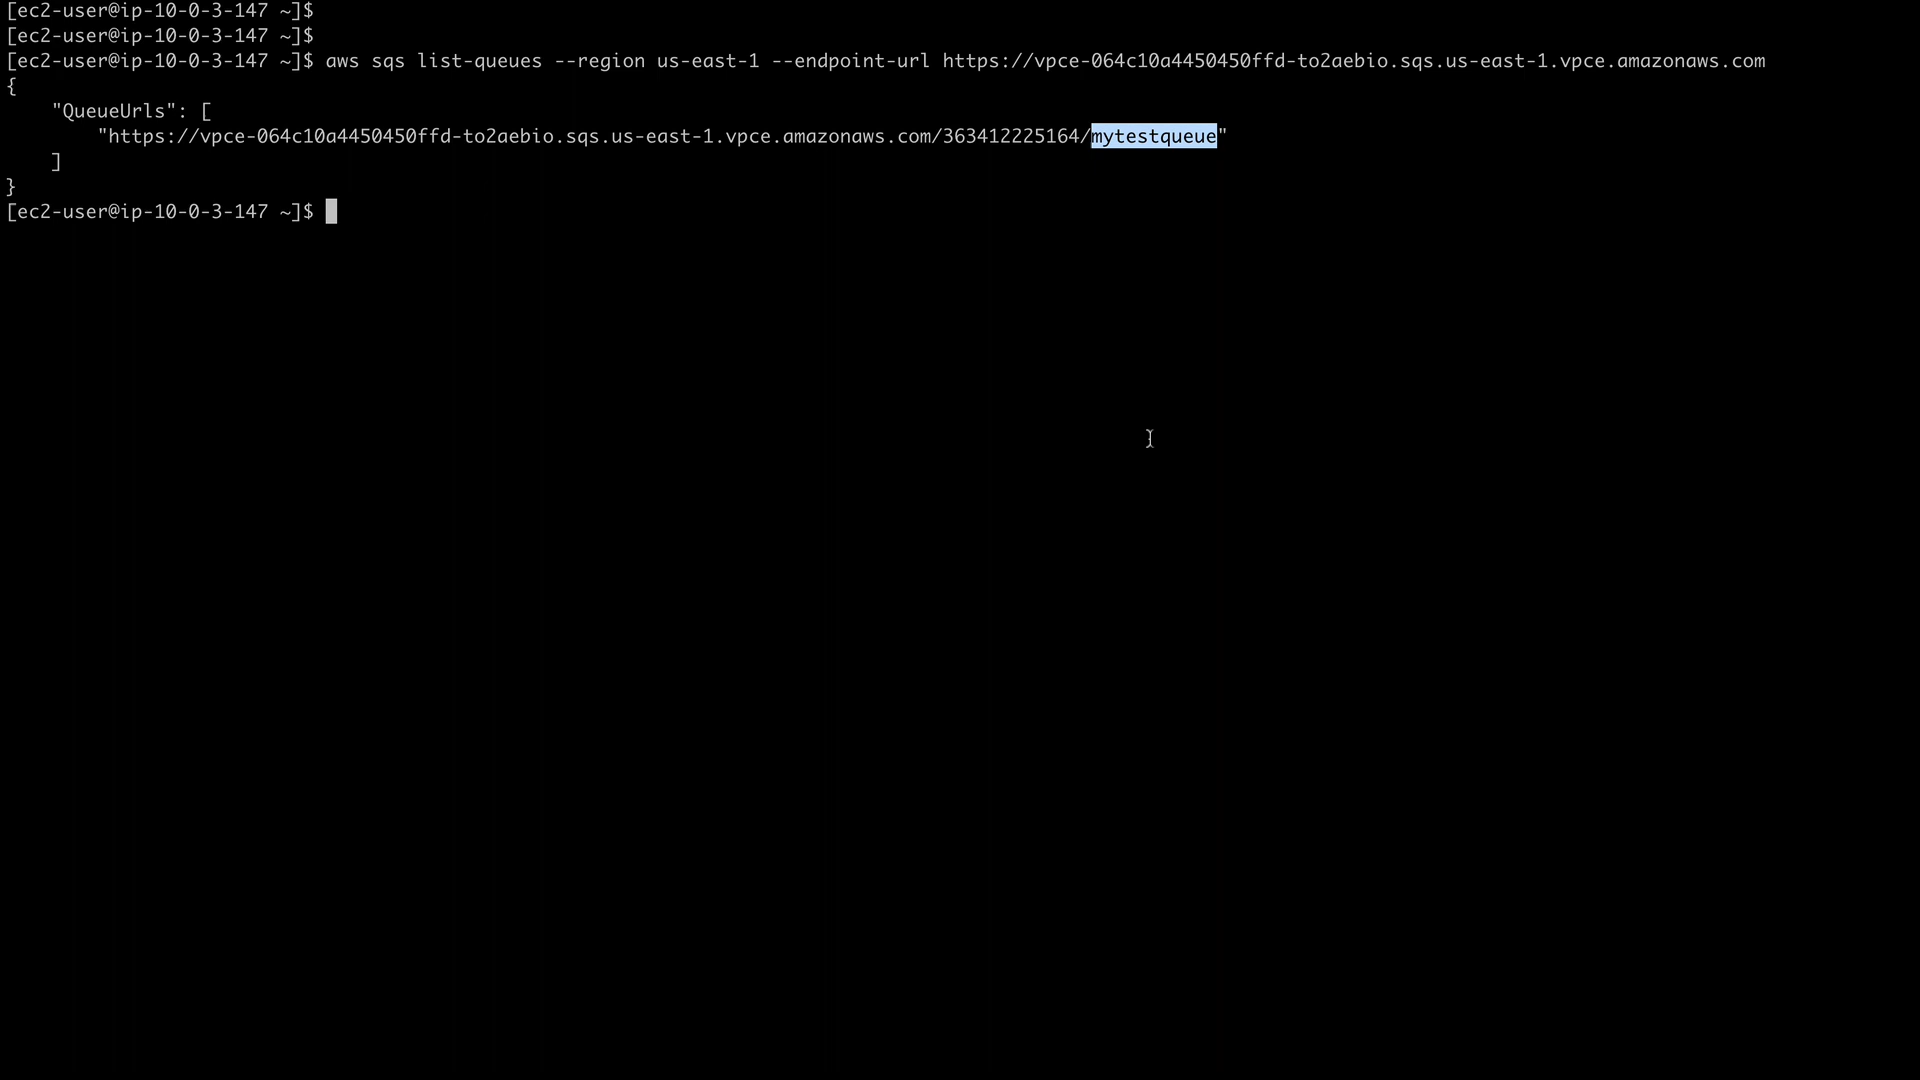 [ec2-user@ip-10-0-3-147 ~]$
[ec2-user@ip-10-0-3-147 ~]$
[ec2-user@ip-10-0-3-147 ~]$ aws sqs list-queues --region us-east-1 --endpoint-url https://vpce-064c10a4450450ffd-to2aebio.sqs.us-east-1.vpce.amazonaws.com
{
    "QueueUrls": [
        "https://vpce-064c10a4450450ffd-to2aebio.sqs.us-east-1.vpce.amazonaws.com/363412225164/mytestqueue"
    ]
}
[ec2-user@ip-10-0-3-147 ~]$